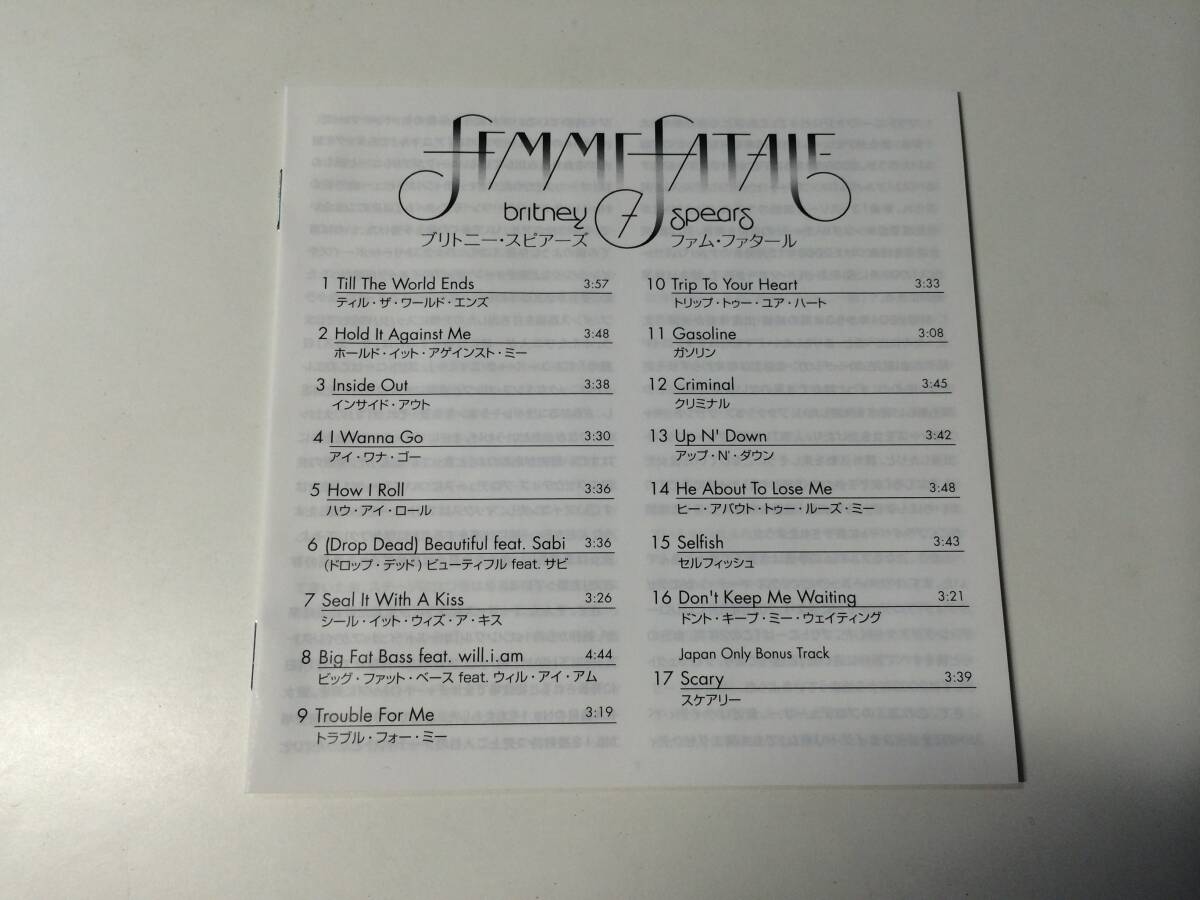 FEMME FATALE
britney 7 spears
ブリトニー・スピアーズ ファム・ファタール
1 Till The World Ends 3:57
ティル・ザ・ワールド・エンズ
2 Hold It Against Me 3:48
ホールド・イット・アゲインスト・ミー
3 Inside Out 3:38
インサイド・アウト
4 I Wanna Go 3:30
アイ・ワナ・ゴー
5 How I Roll 3:36
ハウ・アイ・ロール
6 (Drop Dead) Beautiful feat. Sabi 3:36
(ドロップ・デッド) ビューティフル feat. サビ
7 Seal It With A Kiss 3:26
シール・イット・ウィズ・ア・キス
8 Big Fat Bass feat. will.i.am 4:44
ビッグ・ファット・ベース feat. ウィル・アイ・アム
9 Trouble For Me 3:19
トラブル・フォー・ミー
10 Trip To Your Heart 3:33
トリップ・トゥー・ユア・ハート
11 Gasoline 3:08
ガソリン
12 Criminal 3:45
クリミナル
13 Up N' Down 3:42
アップ・N'・ダウン
14 He About To Lose Me 3:48
ヒー・アバウト・トゥー・ルーズ・ミー
15 Selfish 3:43
セルフィッシュ
16 Don't Keep Me Waiting 3:21
ドント・キープ・ミー・ウェイティング
Japan Only Bonus Track
17 Scary 3:39
スケアリー